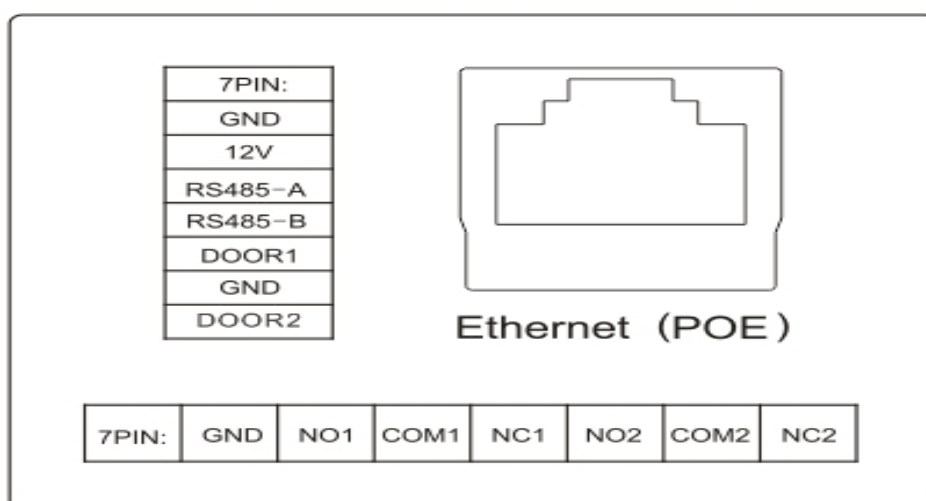 7PIN:
GND
12V
RS485-A
RS485-B
DOOR1
GND
DOOR2
Ethernet (POE)
7PIN: GND NO1 COM1 NC1 NO2 COM2 NC2